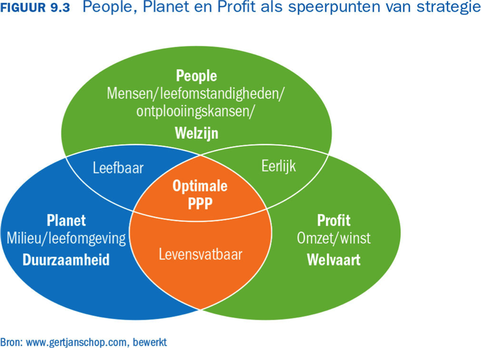 FIGUUR 9.3 People, Planet en Profit als speerpunten van strategie
People
Mensen/leefomstandigheden/
ontplooiingskansen/
Welzijn
Leefbaar
Eerlijk
Optimale
PPP
Planet
Milieu/leefomgeving
Duurzaamheid
Profit
Omzet/winst
Welvaart
Levensvatbaar
Bron: www.gertjanschop.com, bewerkt